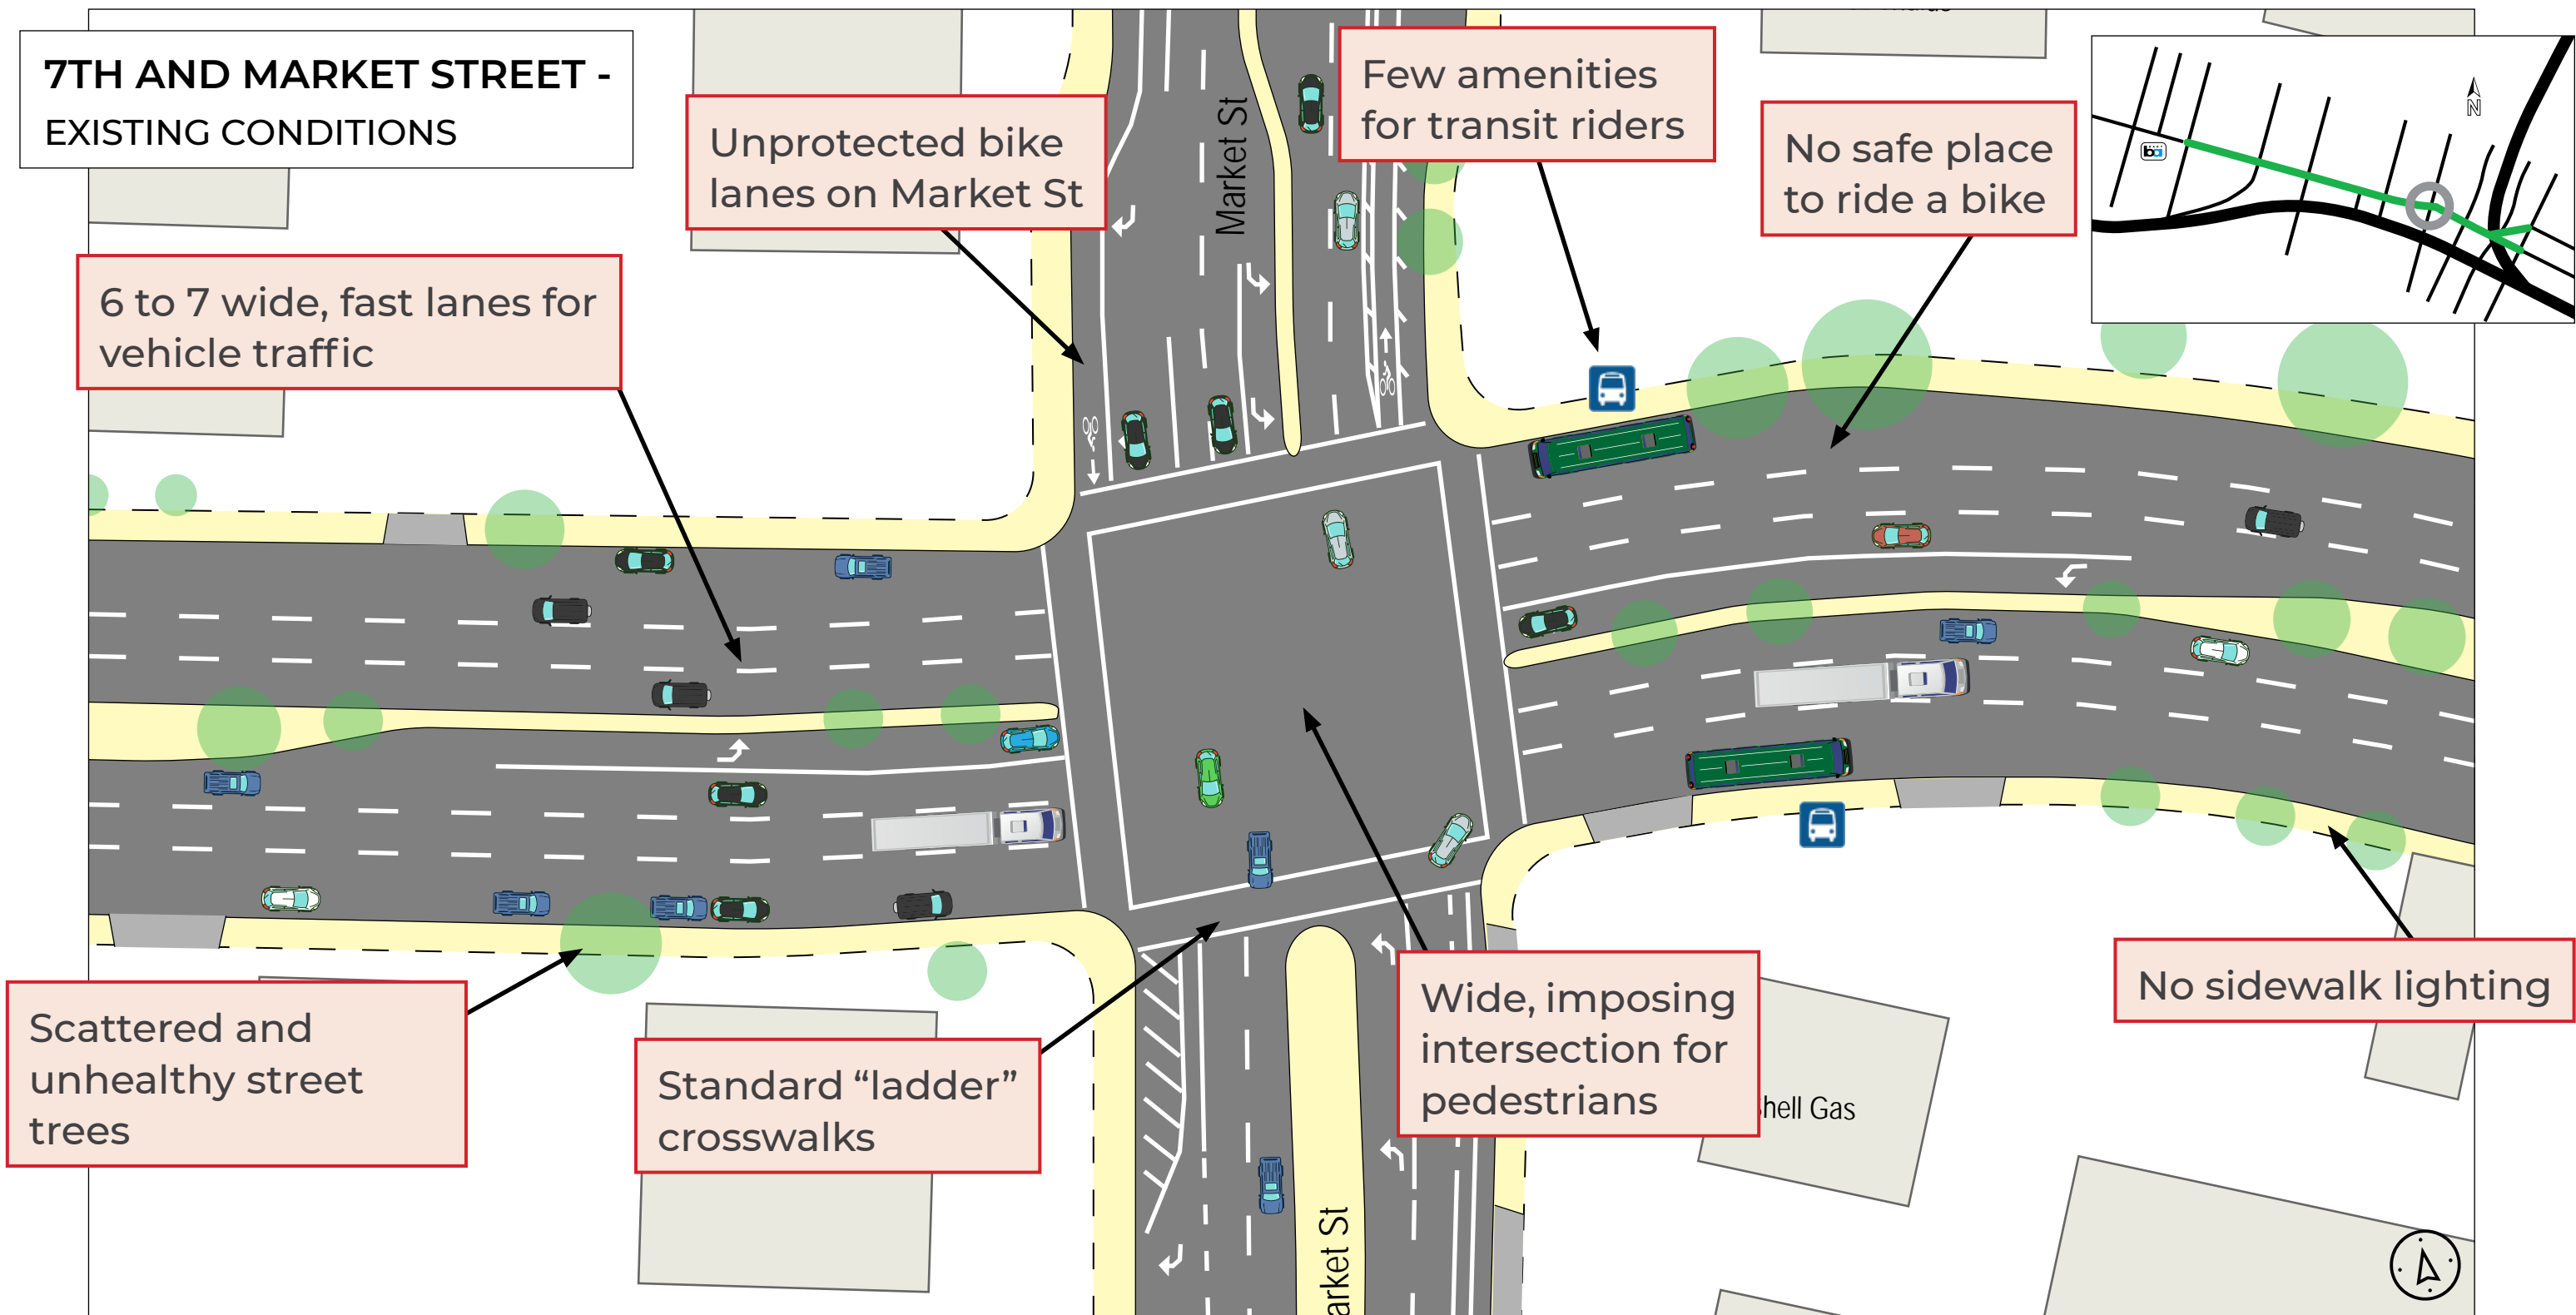 7TH AND MARKET STREET -
EXISTING CONDITIONS
Unprotected bike
lanes on Market St
Market St
Few amenities
for transit riders
No safe place
to ride a bike
N
6 to 7 wide, fast lanes for
vehicle traffic
Scattered and
unhealthy street
trees
Standard “ladder”
crosswalks
Wide, imposing
intersection for
pedestrians
No sidewalk lighting
hell Gas
arket St